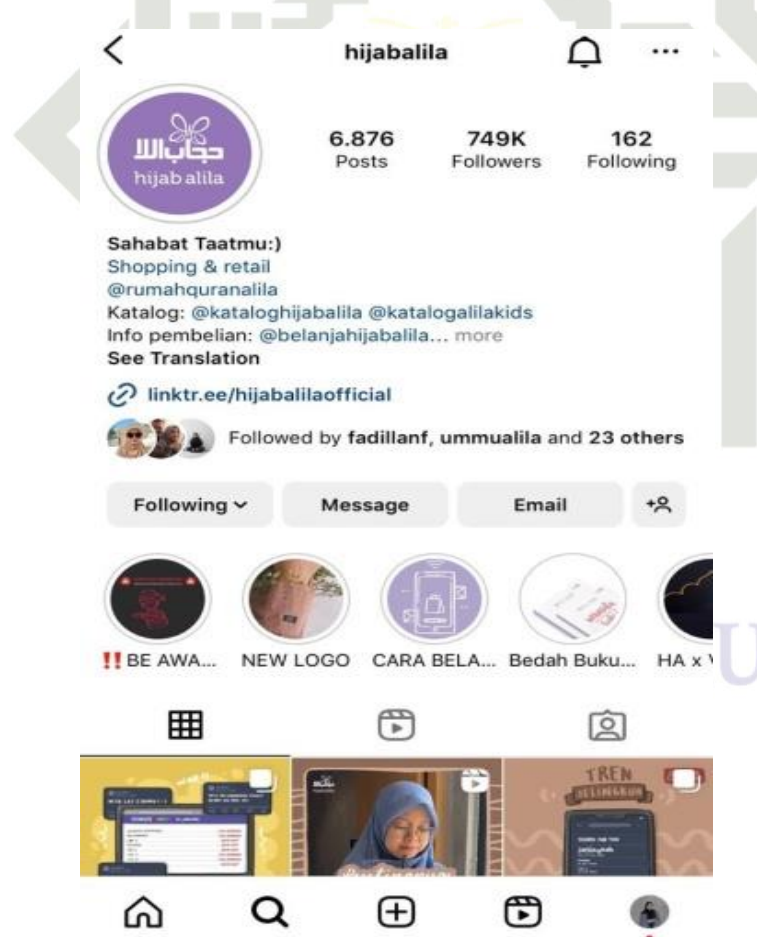 hijabalila
حجاب اللا
hijab alila
6.876 749K 162
Posts Followers Following
Sahabat Taatmu:)
Shopping & retail
@rumahquranalila
Katalog: @kataloghijabalila @katalogalilakids
Info pembelian: @belanjahijabalila... more
See Translation
linktr.ee/hijabalilaofficial
Followed by fadillanf, ummualila and 23 others
Following Message Email
!! BE AWA... NEW LOGO CARA BELA... Bedah Buku... HA x
TREN
U